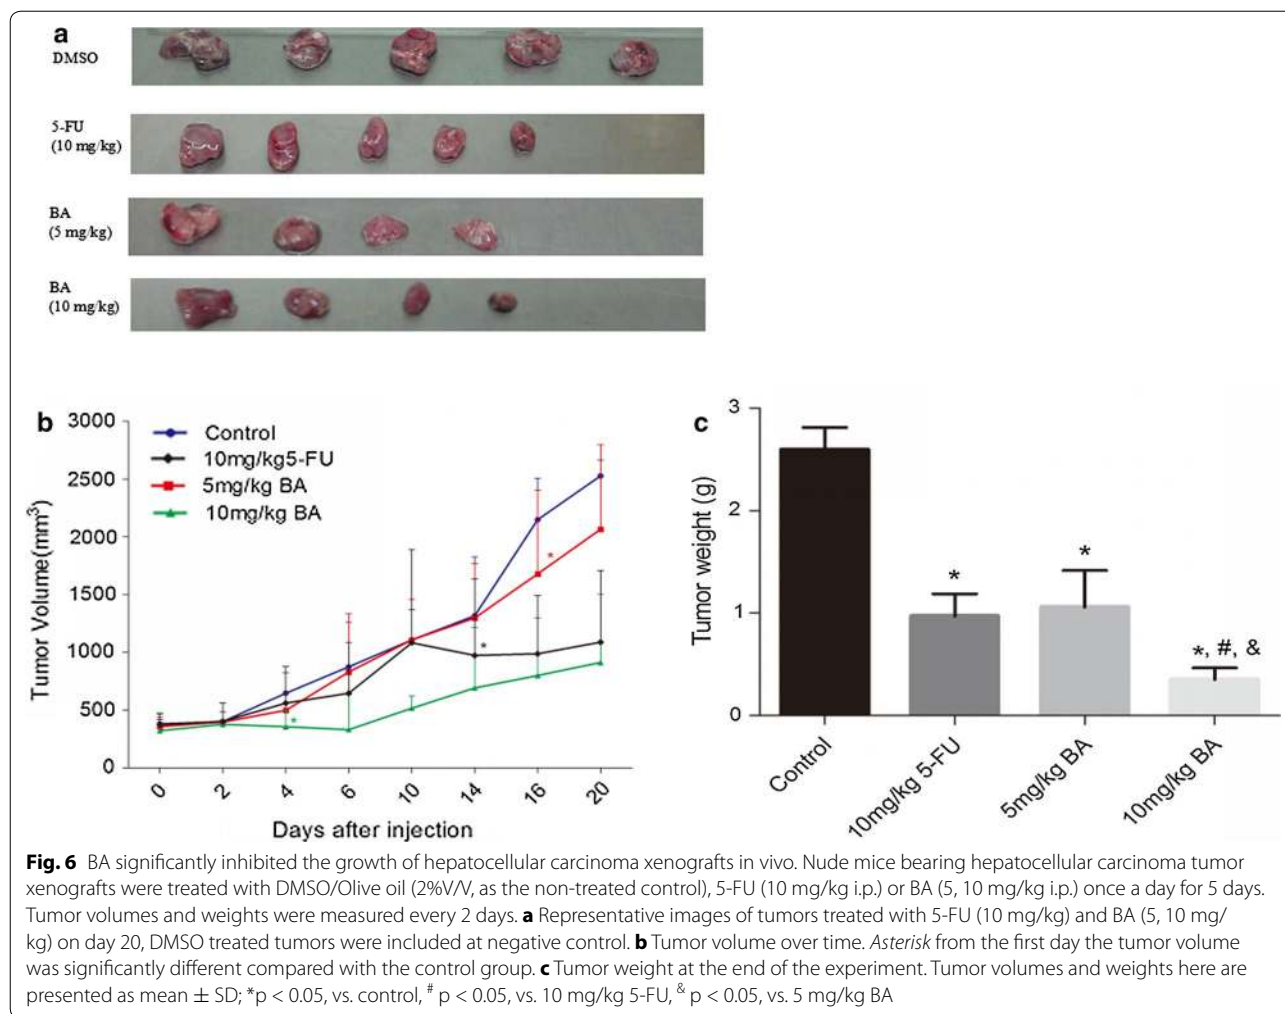 a
DMSO
5-FU
(10 mg/kg)
BA
(5 mg/kg)
BA
(10 mg/kg)
b
3000
2500
2000
1500
1000
500
0
Tumor Volume(mm³)
Control
10mg/kg5-FU
5mg/kg BA
10mg/kg BA
*
*
*
0
2
4
6
10
14
16
20
Days after injection
c
3
2
1
0
Tumor weight (g)
*
*
*, #, &
Control
10mg/kg 5-FU
5mg/kg BA
10mg/kg BA
Fig. 6 BA significantly inhibited the growth of hepatocellular carcinoma xenografts in vivo. Nude mice bearing hepatocellular carcinoma tumor
xenografts were treated with DMSO/Olive oil (2%V/V, as the non-treated control), 5-FU (10 mg/kg i.p.) or BA (5, 10 mg/kg i.p.) once a day for 5 days.
Tumor volumes and weights were measured every 2 days. a Representative images of tumors treated with 5-FU (10 mg/kg) and BA (5, 10 mg/
kg) on day 20, DMSO treated tumors were included at negative control. b Tumor volume over time. Asterisk from the first day the tumor volume
was significantly different compared with the control group. c Tumor weight at the end of the experiment. Tumor volumes and weights here are
presented as mean ± SD; *p < 0.05, vs. control, # p < 0.05, vs. 10 mg/kg 5-FU, & p < 0.05, vs. 5 mg/kg BA